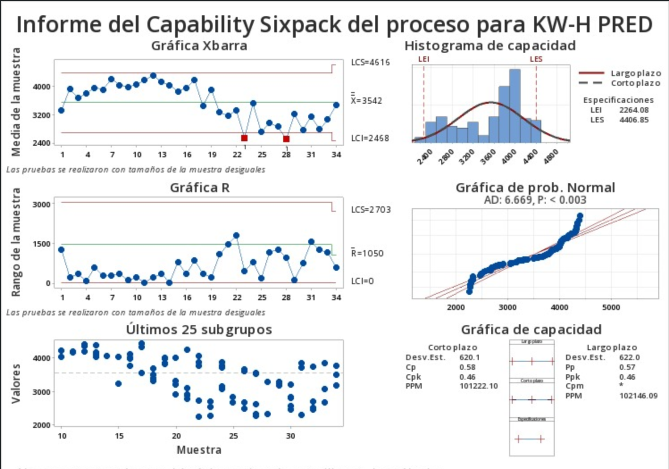 Informe del Capability Sixpack del proceso para KW-H PRED
Gráfica Xbarra
Media de la muestra
4000
3200
2400
LCS=4616
X=3542
LCI=2468
1 4 7 10 13 16 19 22 25 28 31 34
Las pruebas se realizaron con tamaños de la muestra desiguales
Histograma de capacidad
LEI LES
Largo plazo
Corto plazo
Especificaciones
LEI 2264.08
LES 4406.85
2400 2800 3200 3600 4000 4400 4800
Gráfica R
Rango de la muestra
3000
1500
0
LCS=2703
R=1050
LCI=0
1 4 7 10 13 16 19 22 25 28 31 34
Las pruebas se realizaron con tamaños de la muestra desiguales
Gráfica de prob. Normal
AD: 6.669, P: < 0.003
2000 3000 4000 5000
Últimos 25 subgrupos
Valores
4000
3000
2000
10 15 20 25 30
Muestra
Gráfica de capacidad
Corto plazo
Desv.Est. 620.1
Cp 0.58
Cpk 0.46
PPM 101222.10
Largo plazo
Corto plazo
Especificaciones
Largo plazo
Desv.Est. 622.0
Pp 0.57
Ppk 0.46
Cpm *
PPM 102146.09